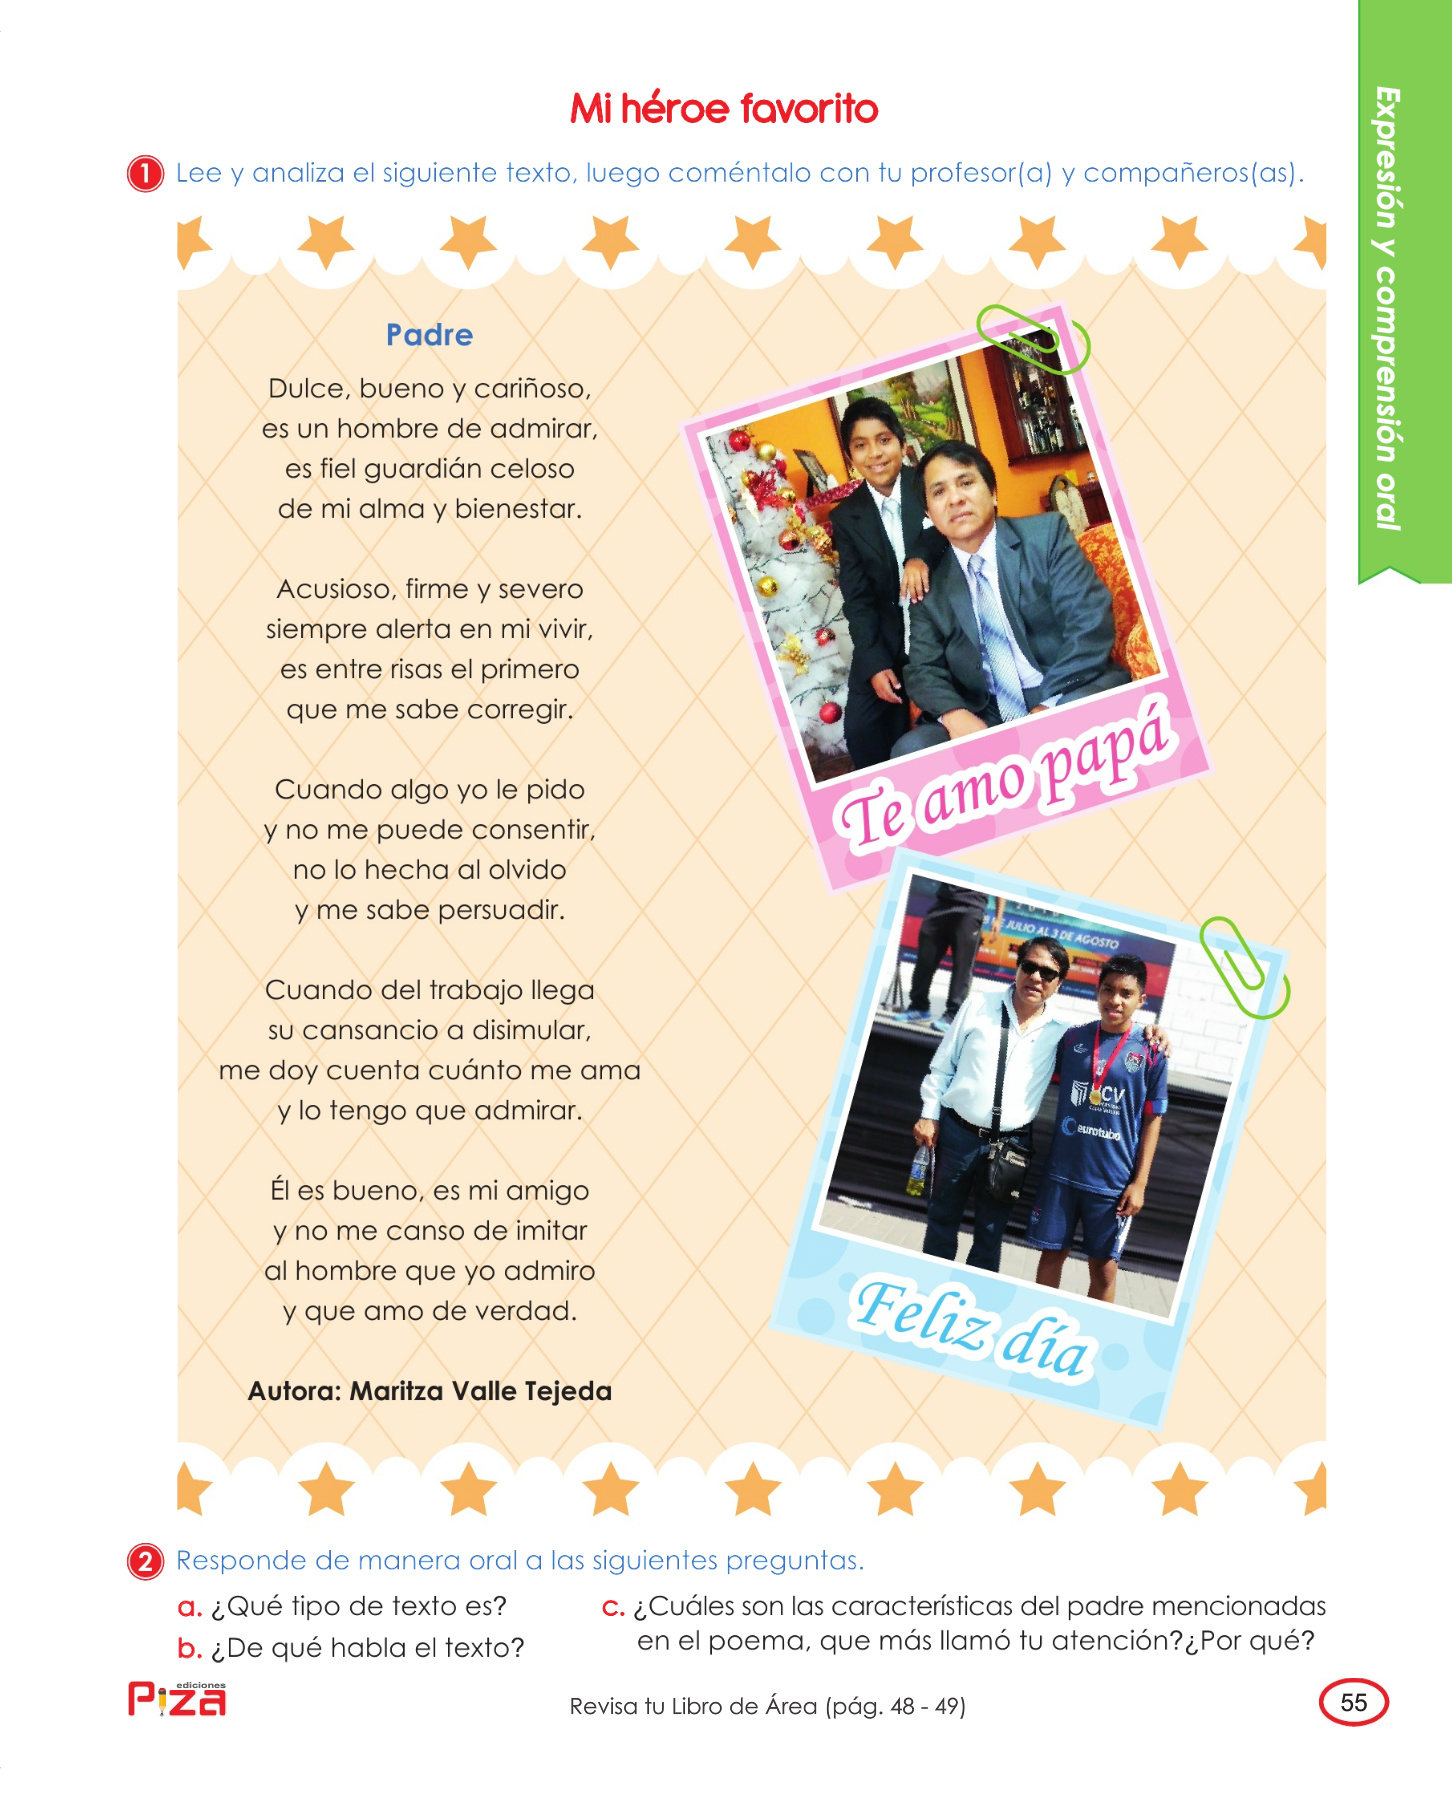 Mi héroe favorito
1 Lee y analiza el siguiente texto, luego coméntalo con tu profesor(a) y compañeros(as).
Expresión y comprensión oral
Padre
Dulce, bueno y cariñoso,
es un hombre de admirar,
es fiel guardián celoso
de mi alma y bienestar.
Acusioso, firme y severo
siempre alerta en mi vivir,
es entre risas el primero
que me sabe corregir.
Cuando algo yo le pido
y no me puede consentir,
no lo hecha al olvido
y me sabe persuadir.
Cuando del trabajo llega
su cansancio a disimular,
me doy cuenta cuánto me ama
y lo tengo que admirar.
Él es bueno, es mi amigo
y no me canso de imitar
al hombre que yo admiro
y que amo de verdad.
Autora: Maritza Valle Tejeda
Te amo papá
DE JULIO AL 3 DE AGOSTO
UCV
eurotubo
Feliz día
2 Responde de manera oral a las siguientes preguntas.
a. ¿Qué tipo de texto es?
b. ¿De qué habla el texto?
c. ¿Cuáles son las características del padre mencionadas
en el poema, que más llamó tu atención?¿Por qué?
ediciones
Piza
Revisa tu Libro de Área (pág. 48 - 49)
55